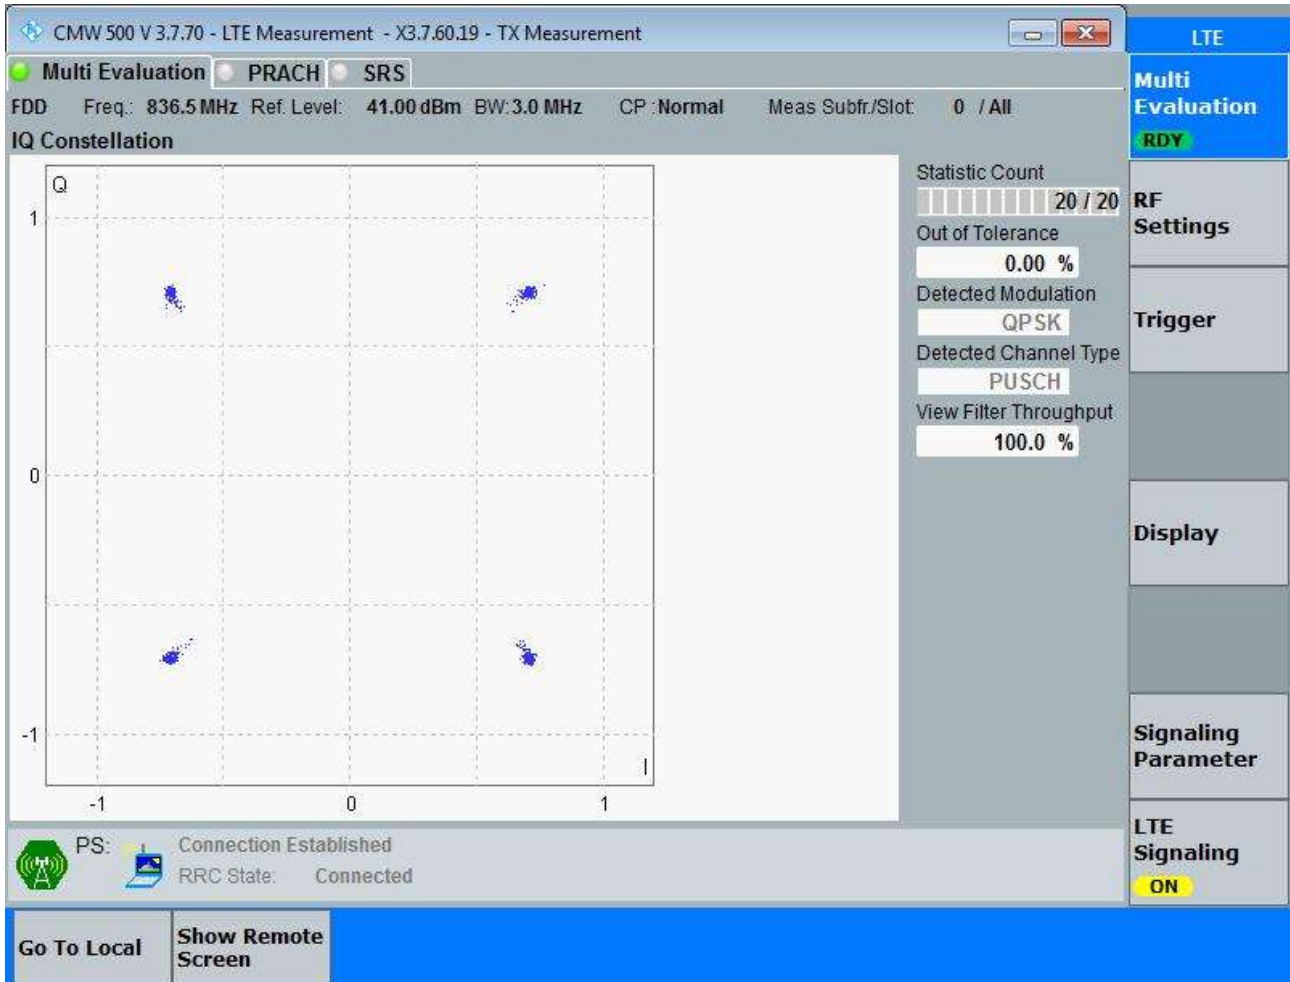 CMW 500 V 3.7.70 - LTE Measurement - X3.7.60.19 - TX Measurement
LTE
Multi Evaluation PRACH SRS
FDD Freq.: 836.5 MHz Ref. Level: 41.00 dBm BW: 3.0 MHz CP : Normal Meas Subfr./Slot: 0 / All
IQ Constellation
Q
1
0
-1
I
-1 0 1
Statistic Count
20 / 20
Out of Tolerance
0.00 %
Detected Modulation
QPSK
Detected Channel Type
PUSCH
View Filter Throughput
100.0 %
Multi
Evaluation
RDY
RF
Settings
Trigger
Display
Signaling
Parameter
LTE
Signaling
ON
PS: Connection Established
RRC State: Connected
Go To Local
Show Remote
Screen